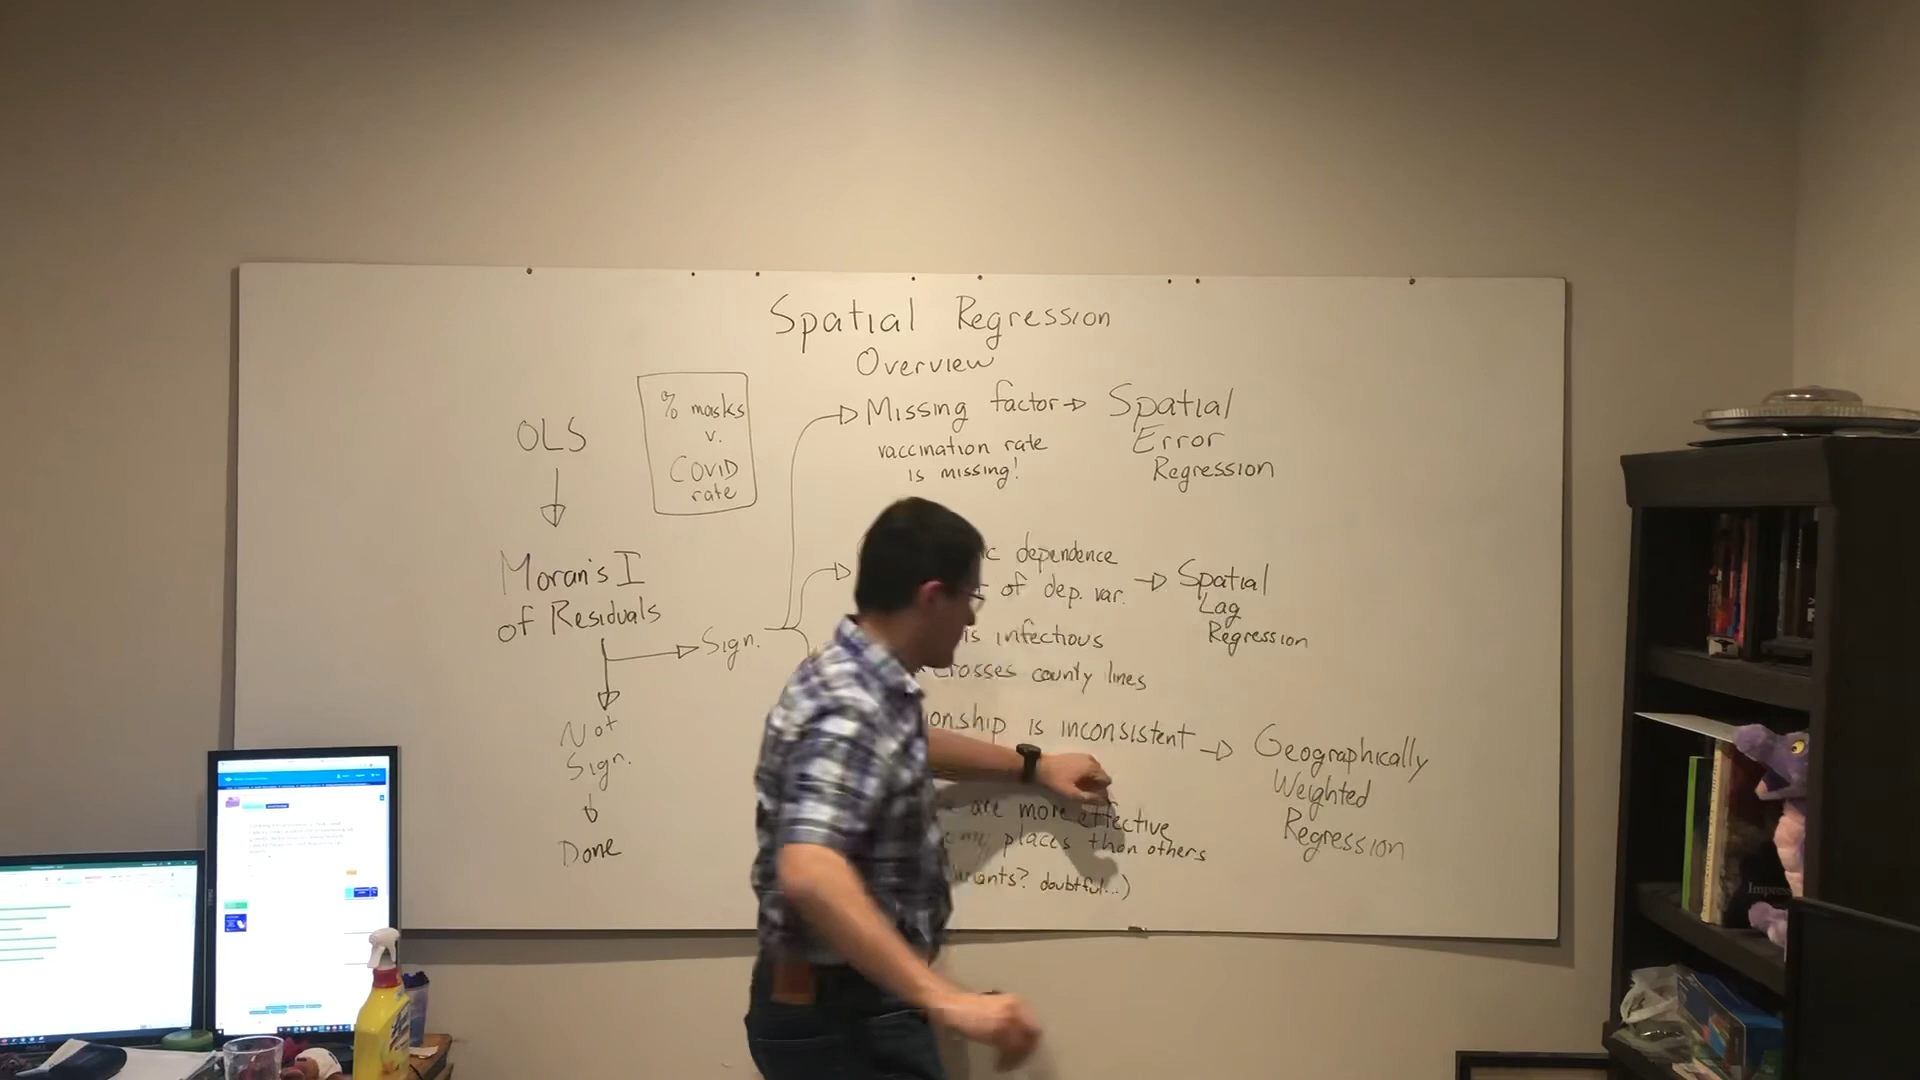 Spatial Regression
Overview
OLS
% masks
v.
COVID
rate
Missing factor → Spatial
Error
Regression
vaccination rate
is missing!
Moran's I
of Residuals
Sign.
dependence
of dep. var. → Spatial
Lag
Regression
is infectious
crosses county lines
Not
Sign.
Done
is inconsistent → Geographically
Weighted
Regression
are more effective
places than others
doubtful...)
Impress